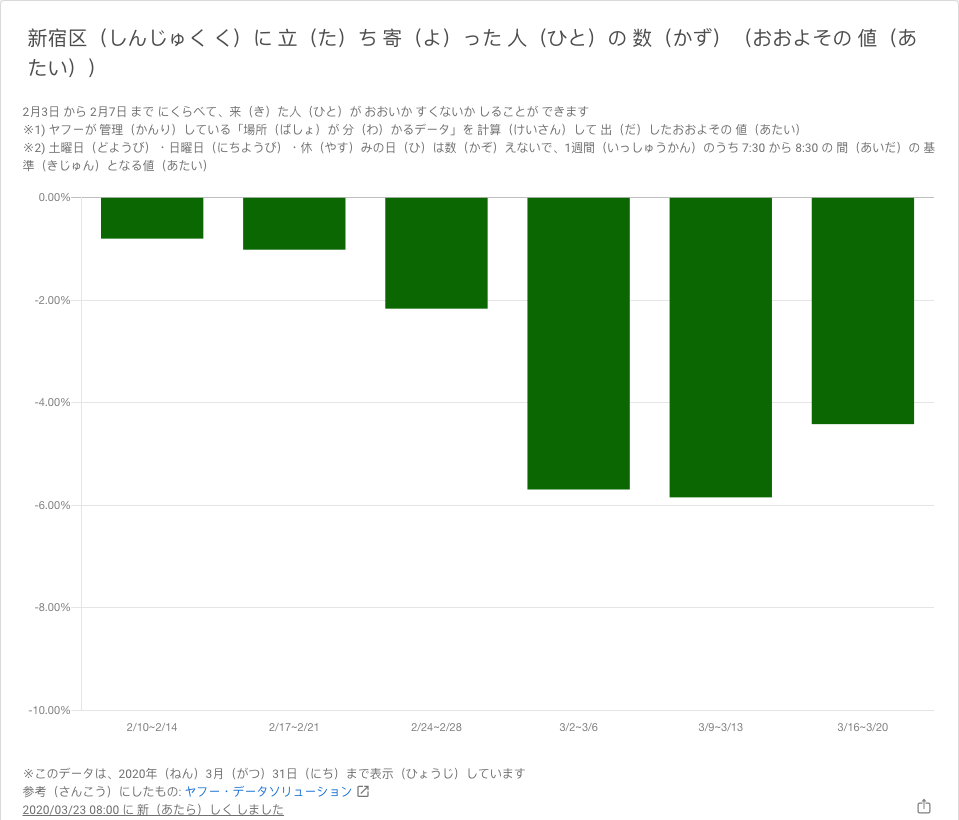 新宿区（しんじゅく く）に 立（た）ち 寄（よ）った 人（ひと）の 数（かず）（おおよその 値（あ
たい））
2月3日 から 2月7日 まで にくらべて、来（き）た人（ひと）が おおいか すくないか しることが できます
※1) ヤフーが 管理（かんり）している「場所（ばしょ）が 分（わ）かるデータ」を 計算（けいさん）して 出（だ）したおおよその 値（あたい）
※2) 土曜日（どようび）・日曜日（にちようび）・休（やす）みの日（ひ）は数（かぞ）えないで、1週間（いっしゅうかん）のうち 7:30 から 8:30 の 間（あいだ）の 基
準（きじゅん）となる値（あたい）
0.00%
-2.00%
-4.00%
-6.00%
-8.00%
-10.00%
2/10~2/14 2/17~2/21 2/24~2/28 3/2~3/6 3/9~3/13 3/16~3/20
※このデータは、2020年（ねん）3月（がつ）31日（にち）まで表示（ひょうじ）しています
参考（さんこう）にしたもの: ヤフー・データソリューション
2020/03/23 08:00 に 新（あたら）しく しました